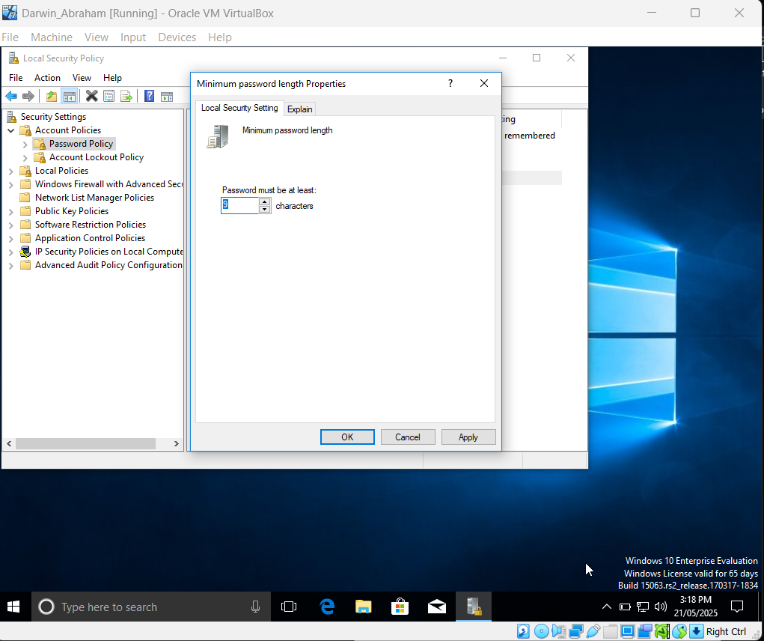 Darwin_Abraham [Running] - Oracle VM VirtualBox
File Machine View Input Devices Help
Local Security Policy
File Action View Help
Security Settings
Account Policies
Password Policy
Account Lockout Policy
Local Policies
Windows Firewall with Advanced Secu
Network List Manager Policies
Public Key Policies
Software Restriction Policies
Application Control Policies
IP Security Policies on Local Compute
Advanced Audit Policy Configuration
ing
remembered
Minimum password length Properties
Local Security Setting Explain
Minimum password length
Password must be at least:
9 characters
OK Cancel Apply
Windows 10 Enterprise Evaluation
Windows License valid for 65 days
Build 15063.rs2_release.170317-1834
Type here to search
3:18 PM
21/05/2025
Right Ctrl